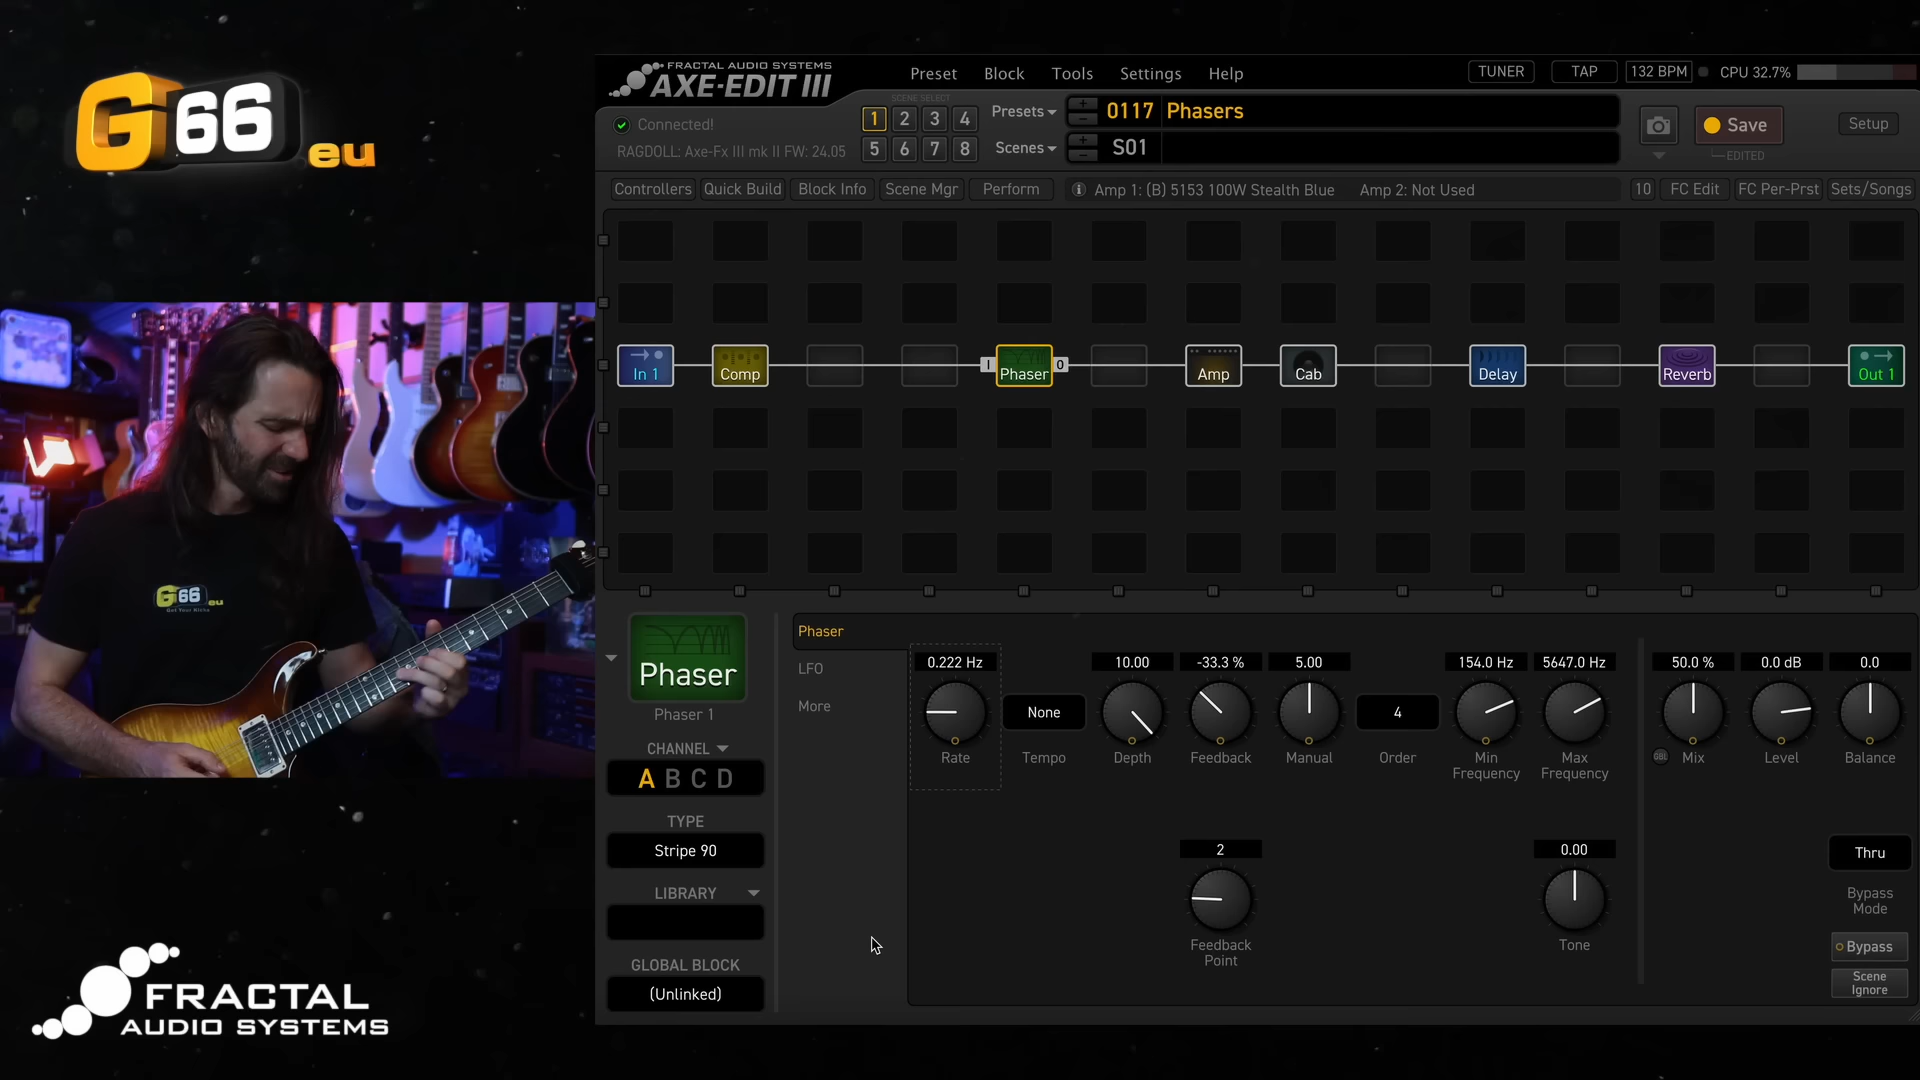 G66.eu
FRACTAL AUDIO SYSTEMS
AXE-EDIT III
Preset Block Tools Settings Help
TUNER TAP 132 BPM CPU 32.7%
Connected!
RAGDOLL: Axe-Fx III mk II FW: 24.05
SCENE SELECT
1 2 3 4
5 6 7 8
Presets + - 0117 Phasers
Scenes + - S01
Save
EDITED
Setup
Controllers Quick Build Block Info Scene Mgr Perform
Amp 1: (B) 5153 100W Stealth Blue Amp 2: Not Used
10 FC Edit FC Per-Prst Sets/Songs
In 1 Comp I Phaser O Amp Cab Delay Reverb Out 1
Phaser
Phaser 1
CHANNEL
A B C D
TYPE
Stripe 90
LIBRARY
GLOBAL BLOCK
(Unlinked)
Phaser
LFO
More
0.222 Hz 10.00 -33.3 % 5.00 154.0 Hz 5647.0 Hz 50.0 % 0.0 dB 0.0
None 4
Rate Tempo Depth Feedback Manual Order Min Frequency Max Frequency GBL Mix Level Balance
2 0.00
Thru
Feedback Point Tone
Bypass Mode
Bypass
Scene Ignore
G66.eu
Got Your Kicks
FRACTAL
AUDIO SYSTEMS